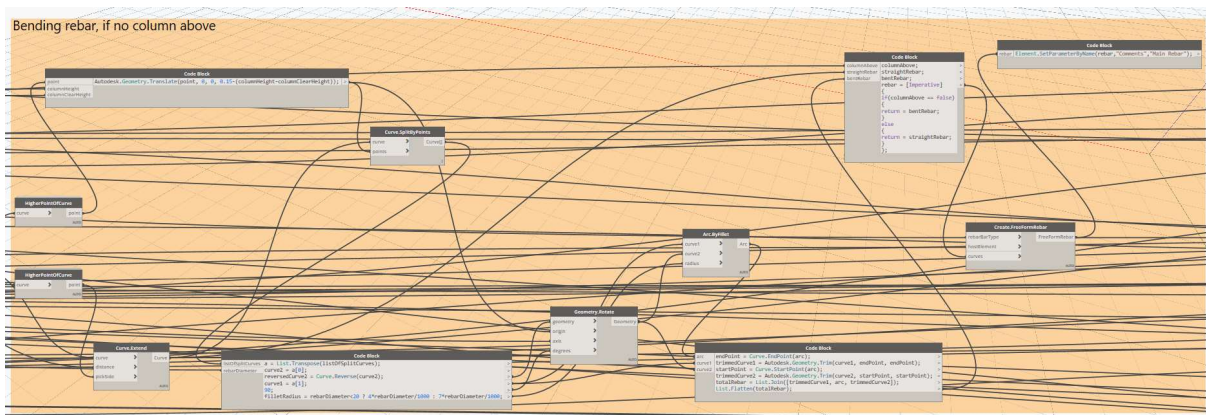 Bending rebar, if no column above
Code Block
rebar Element.SetParameterByName(rebar,"Comments","Main Rebar"); >
Code Block
point Autodesk.Geometry.Translate(point, 0, 0, 0.15-(columnHeight-columnClearHeight)); >
columnHeight
columnClearHeight
Code Block
columnAbove columnAbove; >
straightRebar straightRebar; >
bentRebar; >
rebar = [Imperative] >
{
if(columnAbove == false)
{
return = bentRebar;
}
else
{
return = straightRebar;
}
};
Curve.SplitByPoints
curve > Curve[]
points >
HigherPointOfCurve
curve > point
auto
Arc.ByFillet
curve1 > Arc
curve2 >
radius >
auto
Create.FreeFormRebar
rebarBarType > FreeFormRebar
hostElement >
curves >
auto
HigherPointOfCurve
curve > point
auto
Geometry.Rotate
geometry > Geometry
origin >
axis >
degrees >
auto
Curve.Extend
curve > Curve
distance >
pickSide >
auto
Code Block
listOfSplitCurves a = List.Transpose(listOfSplitCurves); >
rebarDiameter curve2 = a[0]; >
reversedCurve2 = Curve.Reverse(curve2); >
curve1 = a[1]; >
90; >
filletRadius = rebarDiameter<20 ? 4*rebarDiameter/1000 : 7*rebarDiameter/1000; >
Code Block
arc endPoint = Curve.EndPoint(arc); >
curve1 trimmedCurve1 = Autodesk.Geometry.Trim(curve1, endPoint, endPoint); >
curve2 startPoint = Curve.StartPoint(arc); >
trimmedCurve2 = Autodesk.Geometry.Trim(curve2, startPoint, startPoint); >
totalRebar = List.Join([trimmedCurve1, arc, trimmedCurve2]); >
List.Flatten(totalRebar); >